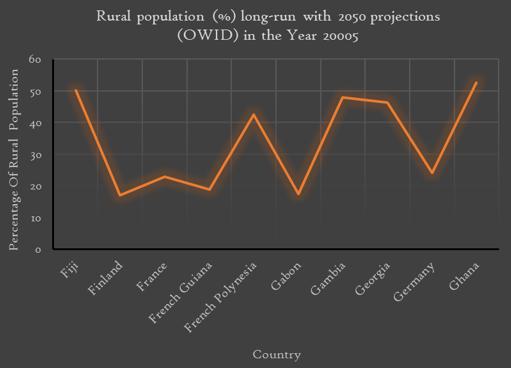 Rural population (%) long-run with 2050 projections
(OWID) in the Year 20005
Percentage Of Rural Population
60
50
40
30
20
10
0
Fiji
Finland
France
French Guiana
French Polynesia
Gabon
Gambia
Georgia
Germany
Ghana
Country